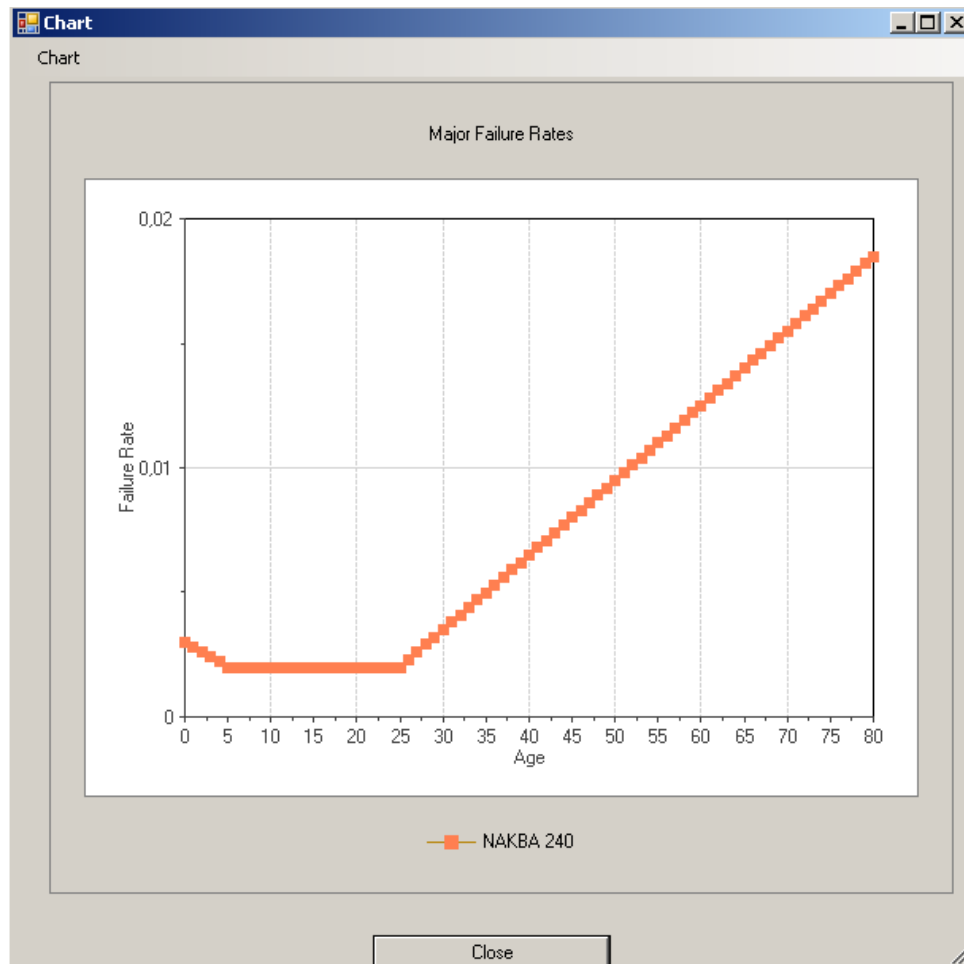 Chart
Chart
Major Failure Rates
0,02
0,01
0
Failure Rate
0 5 10 15 20 25 30 35 40 45 50 55 60 65 70 75 80
Age
NAKBA 240
Close